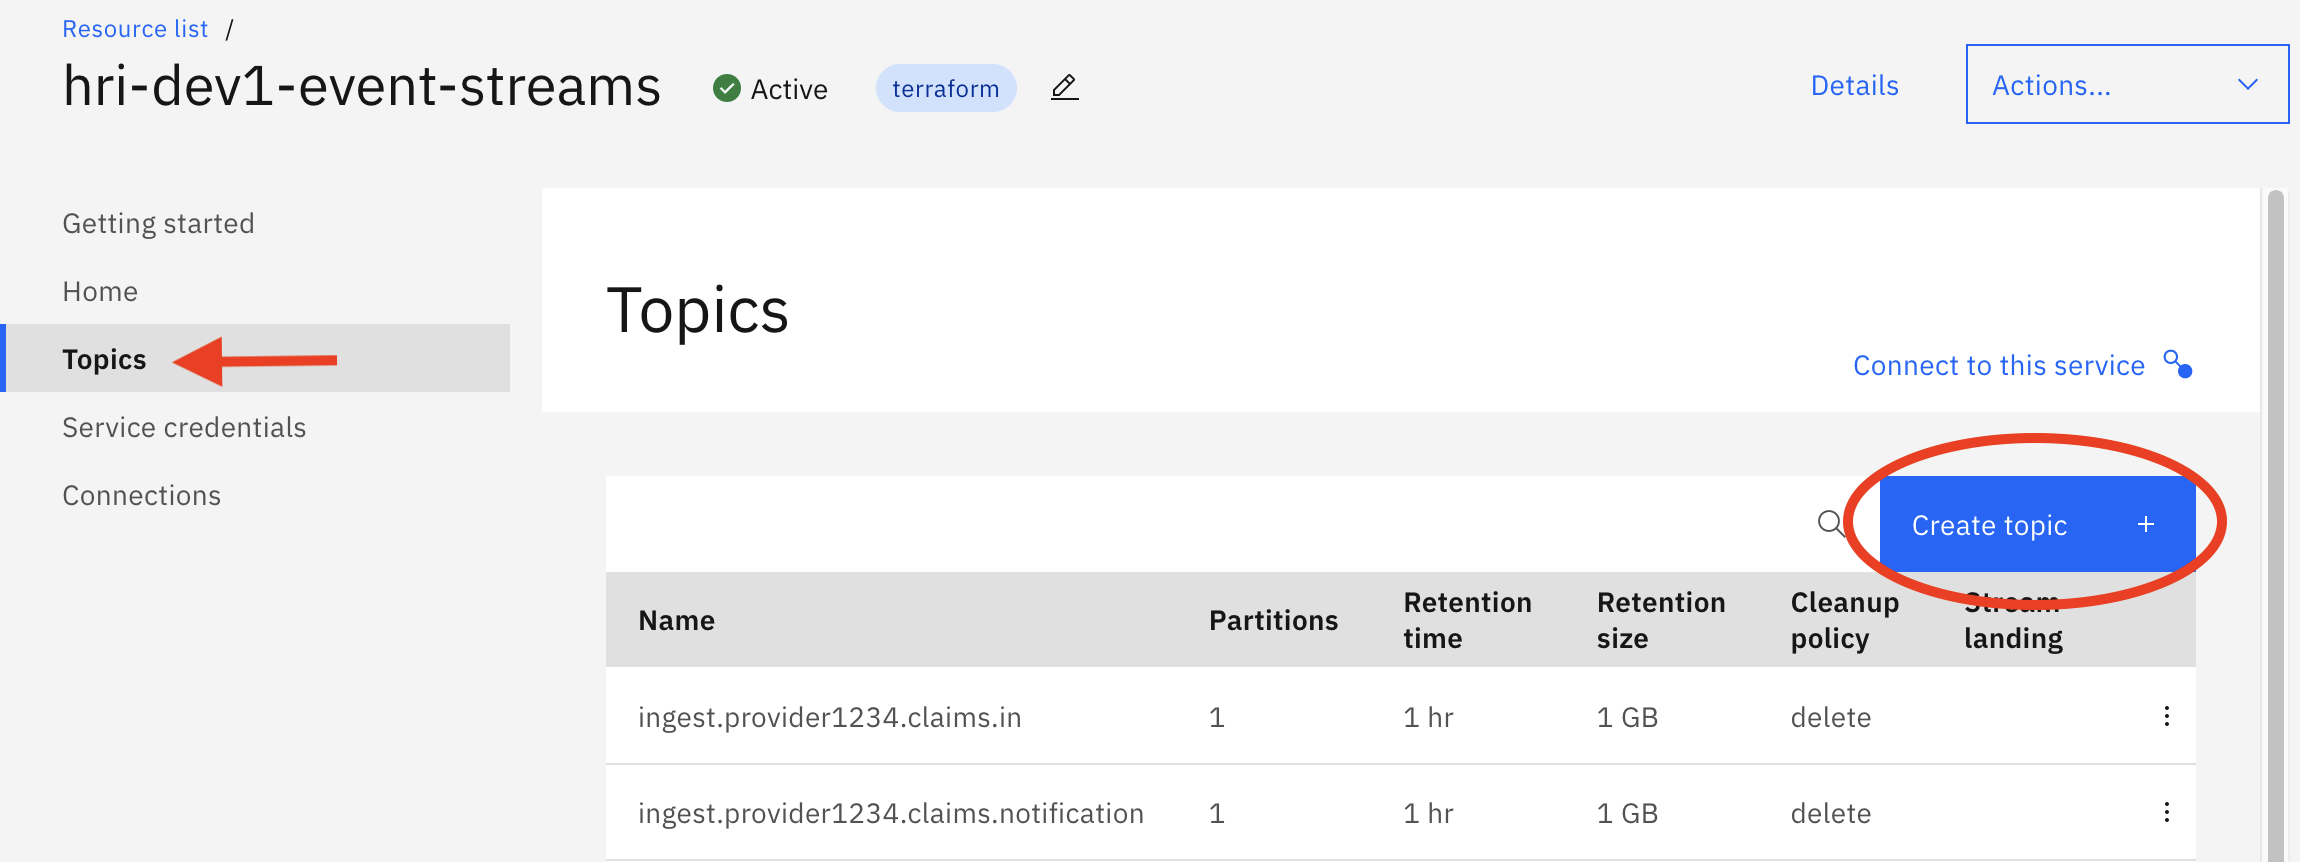 Resource list /
hri-dev1-event-streams Active terraform Details Actions...
Getting started
Home
Topics
Service credentials
Connections
Topics
Connect to this service
Create topic +
Name Partitions Retention time Retention size Cleanup policy Stream landing
ingest.provider1234.claims.in 1 1 hr 1 GB delete
ingest.provider1234.claims.notification 1 1 hr 1 GB delete